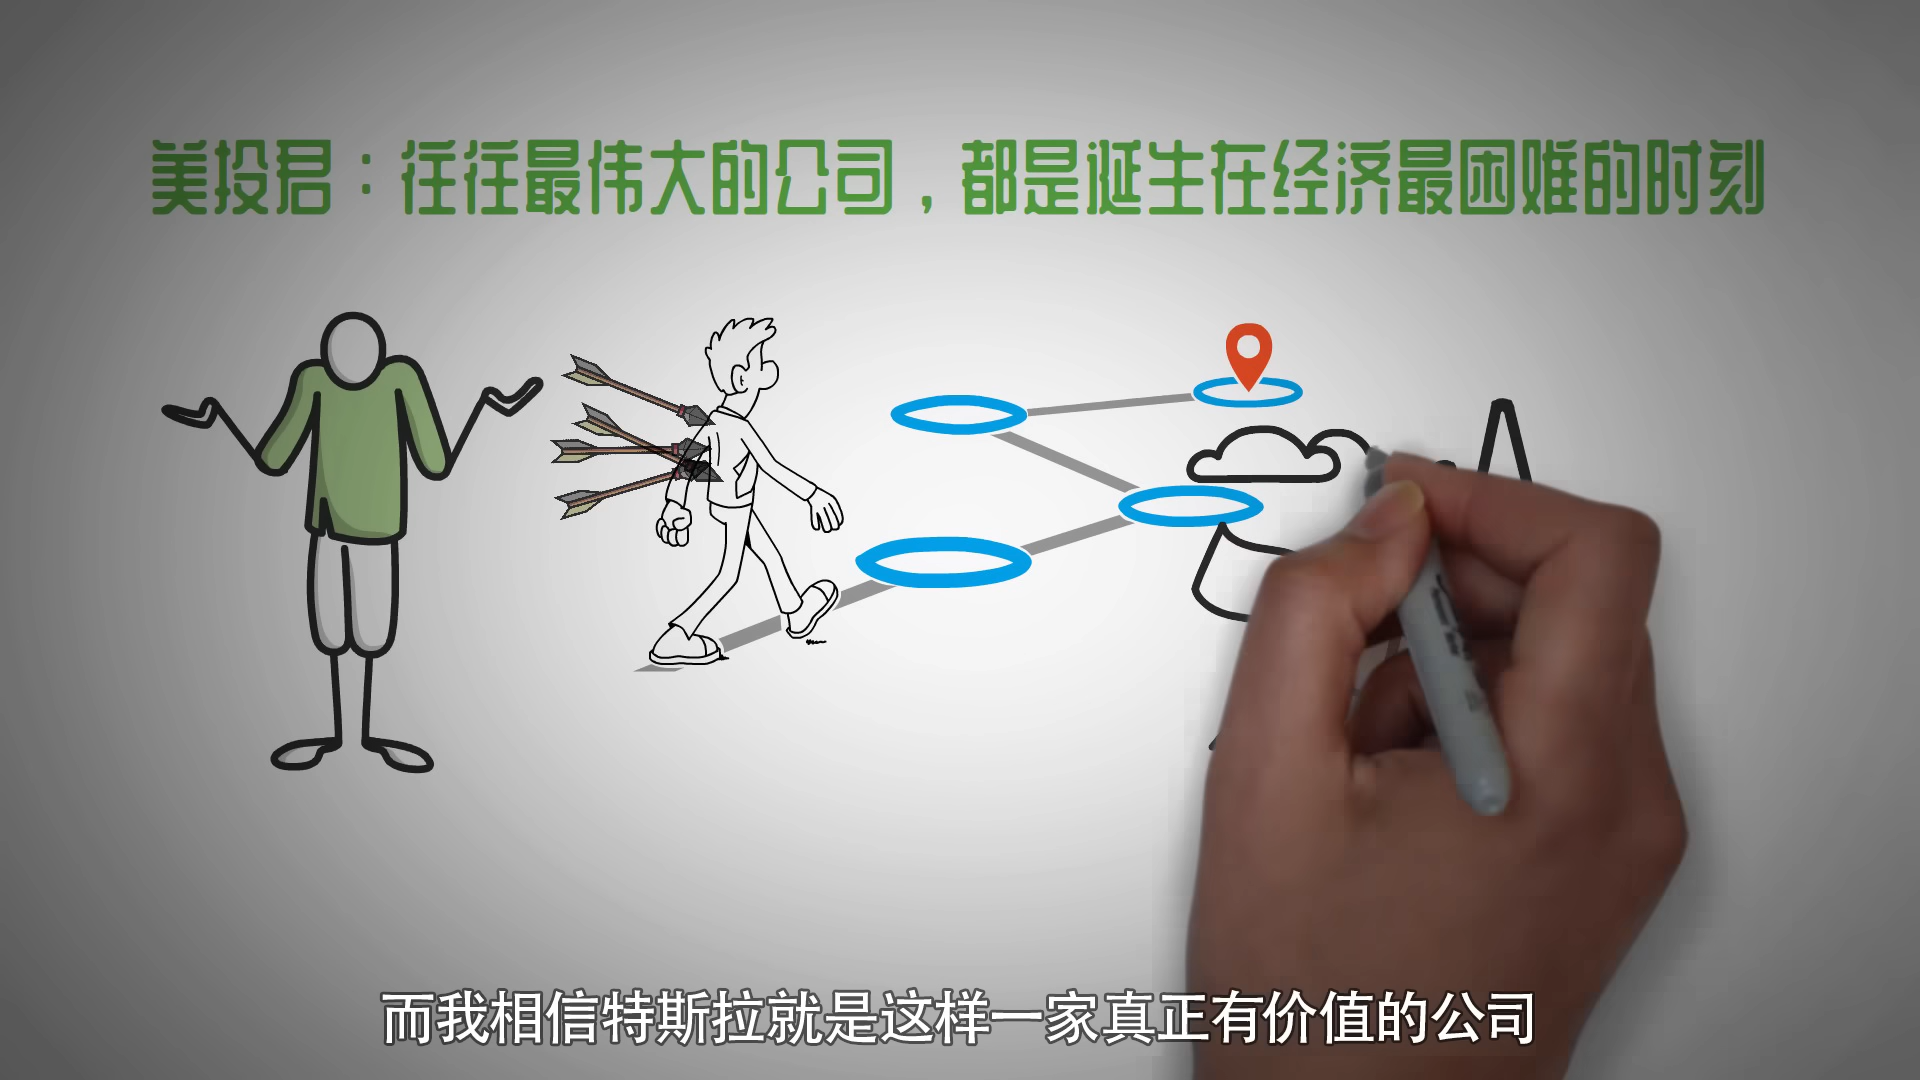 美投君：往往最伟大的公司，都是诞生在经济最困难的时刻
而我相信特斯拉就是这样一家真正有价值的公司